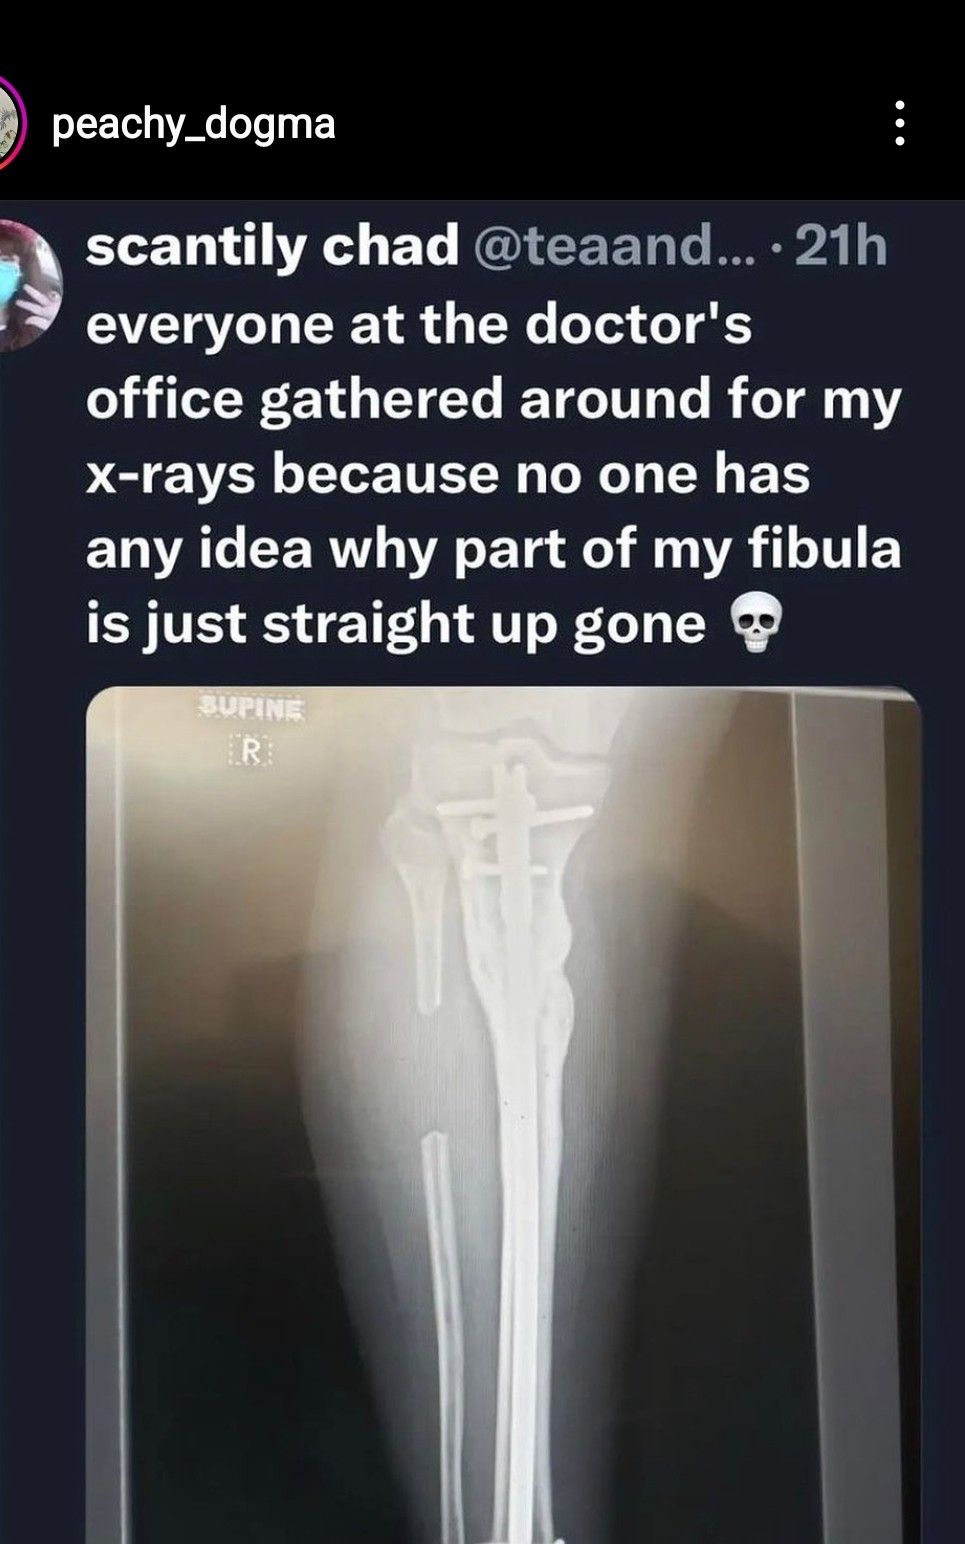 peachy_dogma
scantily chad @teaand... · 21h
everyone at the doctor's
office gathered around for my
x-rays because no one has
any idea why part of my fibula
is just straight up gone 💀
SUPINE
R